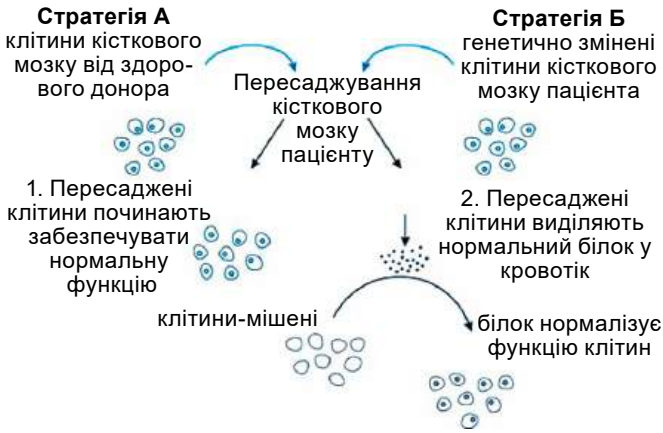 Стратегія А
клітини кісткового
мозку від здоро-
вого донора
Стратегія Б
генетично змінені
клітини кісткового
мозку пацієнта
Пересаджування
кісткового
мозку
пацієнту
1. Пересаджені
клітини починають
забезпечувати
нормальну
функцію
2. Пересаджені
клітини виділяють
нормальний білок у
кровотік
клітини-мішені
білок нормалізує
функцію клітин